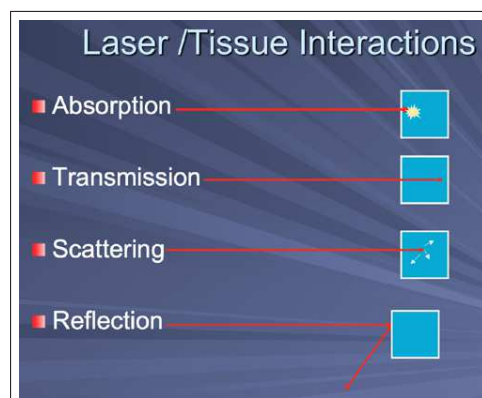 Laser /Tissue Interactions
Absorption
Transmission
Scattering
Reflection